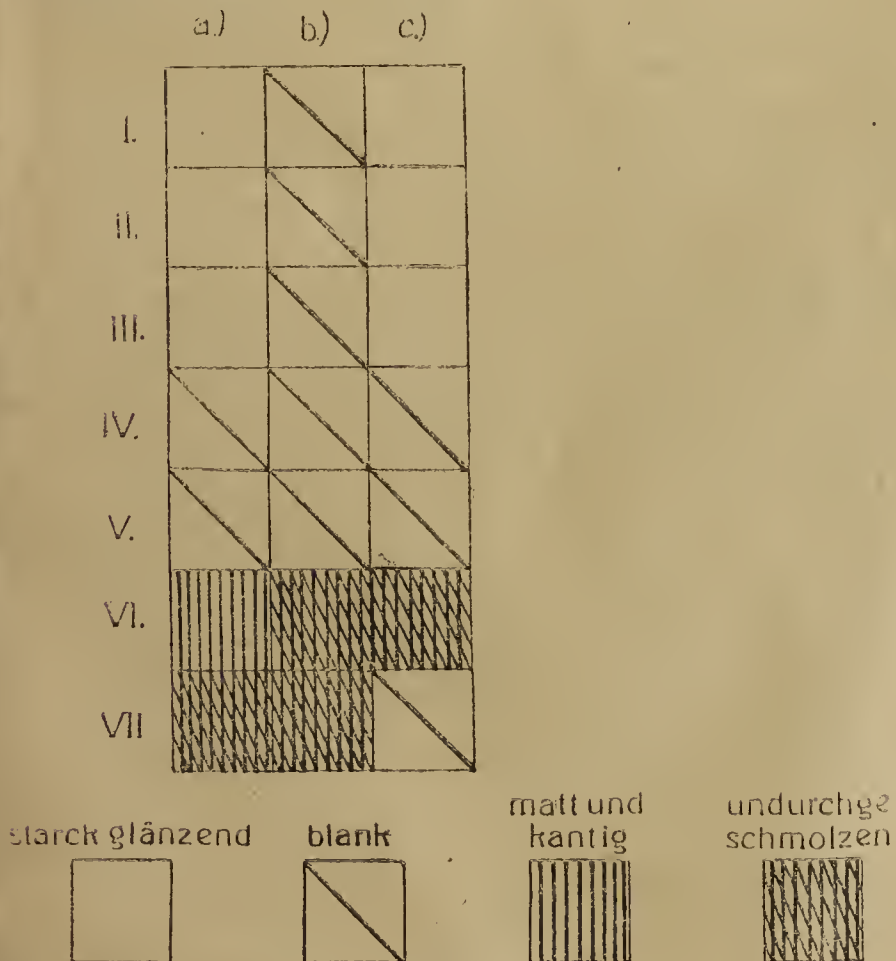 a.) b.) c.)
I.
II.
III.
IV.
V.
VI.
VII
starck glänzend
blank
matt und
kantig
undurchge
schmolzen